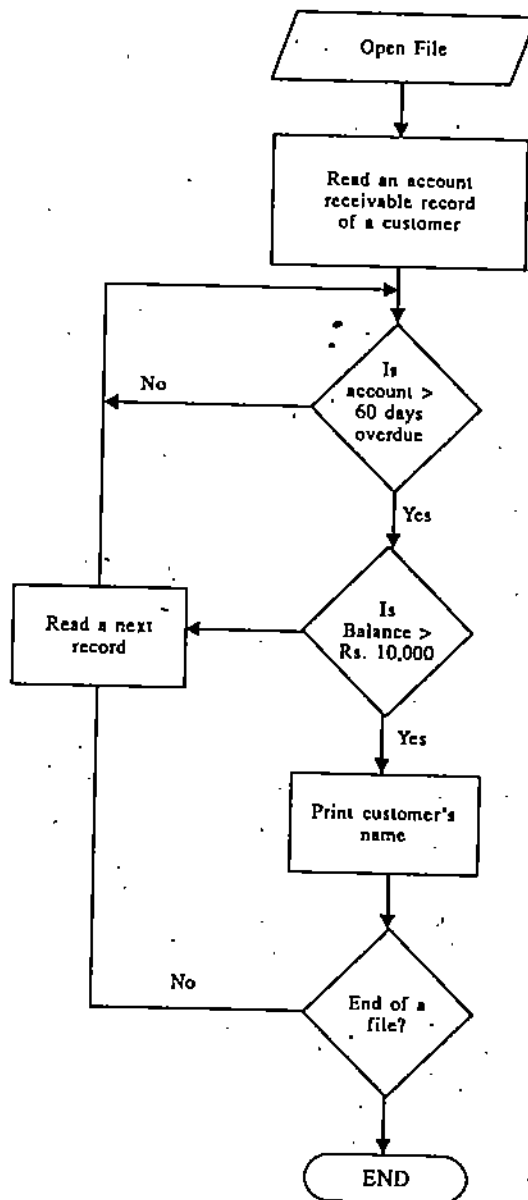 Open File
Read an account
receivable record
of a customer
Is
account >
60 days
overdue
No
Yes
Is
Balance >
Rs. 10,000
Read a next
record
Yes
Print customer's
name
End of a
file?
No
END